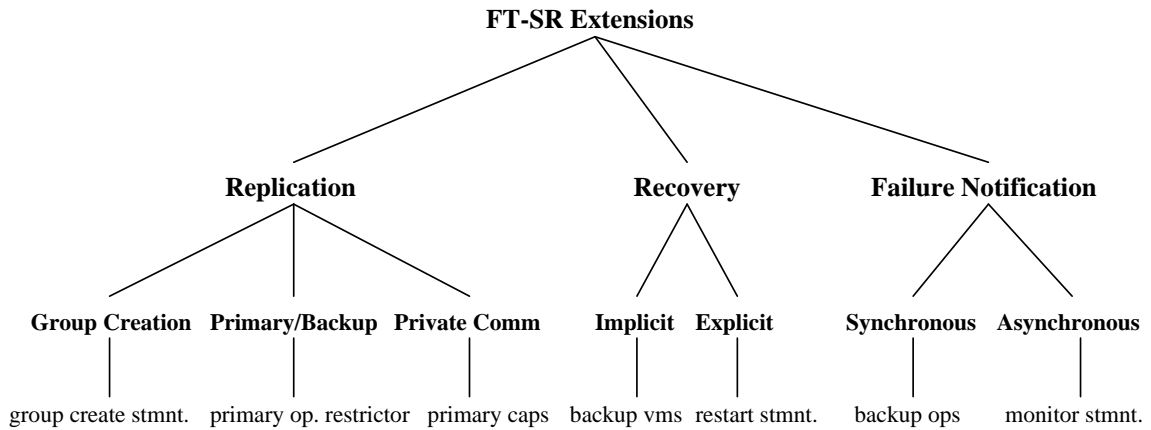 FT-SR Extensions
Replication
Recovery
Failure Notification
Group Creation
Primary/Backup
Private Comm
Implicit
Explicit
Synchronous
Asynchronous
group create stmnt.
primary op. restrictor
primary caps
backup vms
restart stmnt.
backup ops
monitor stmnt.